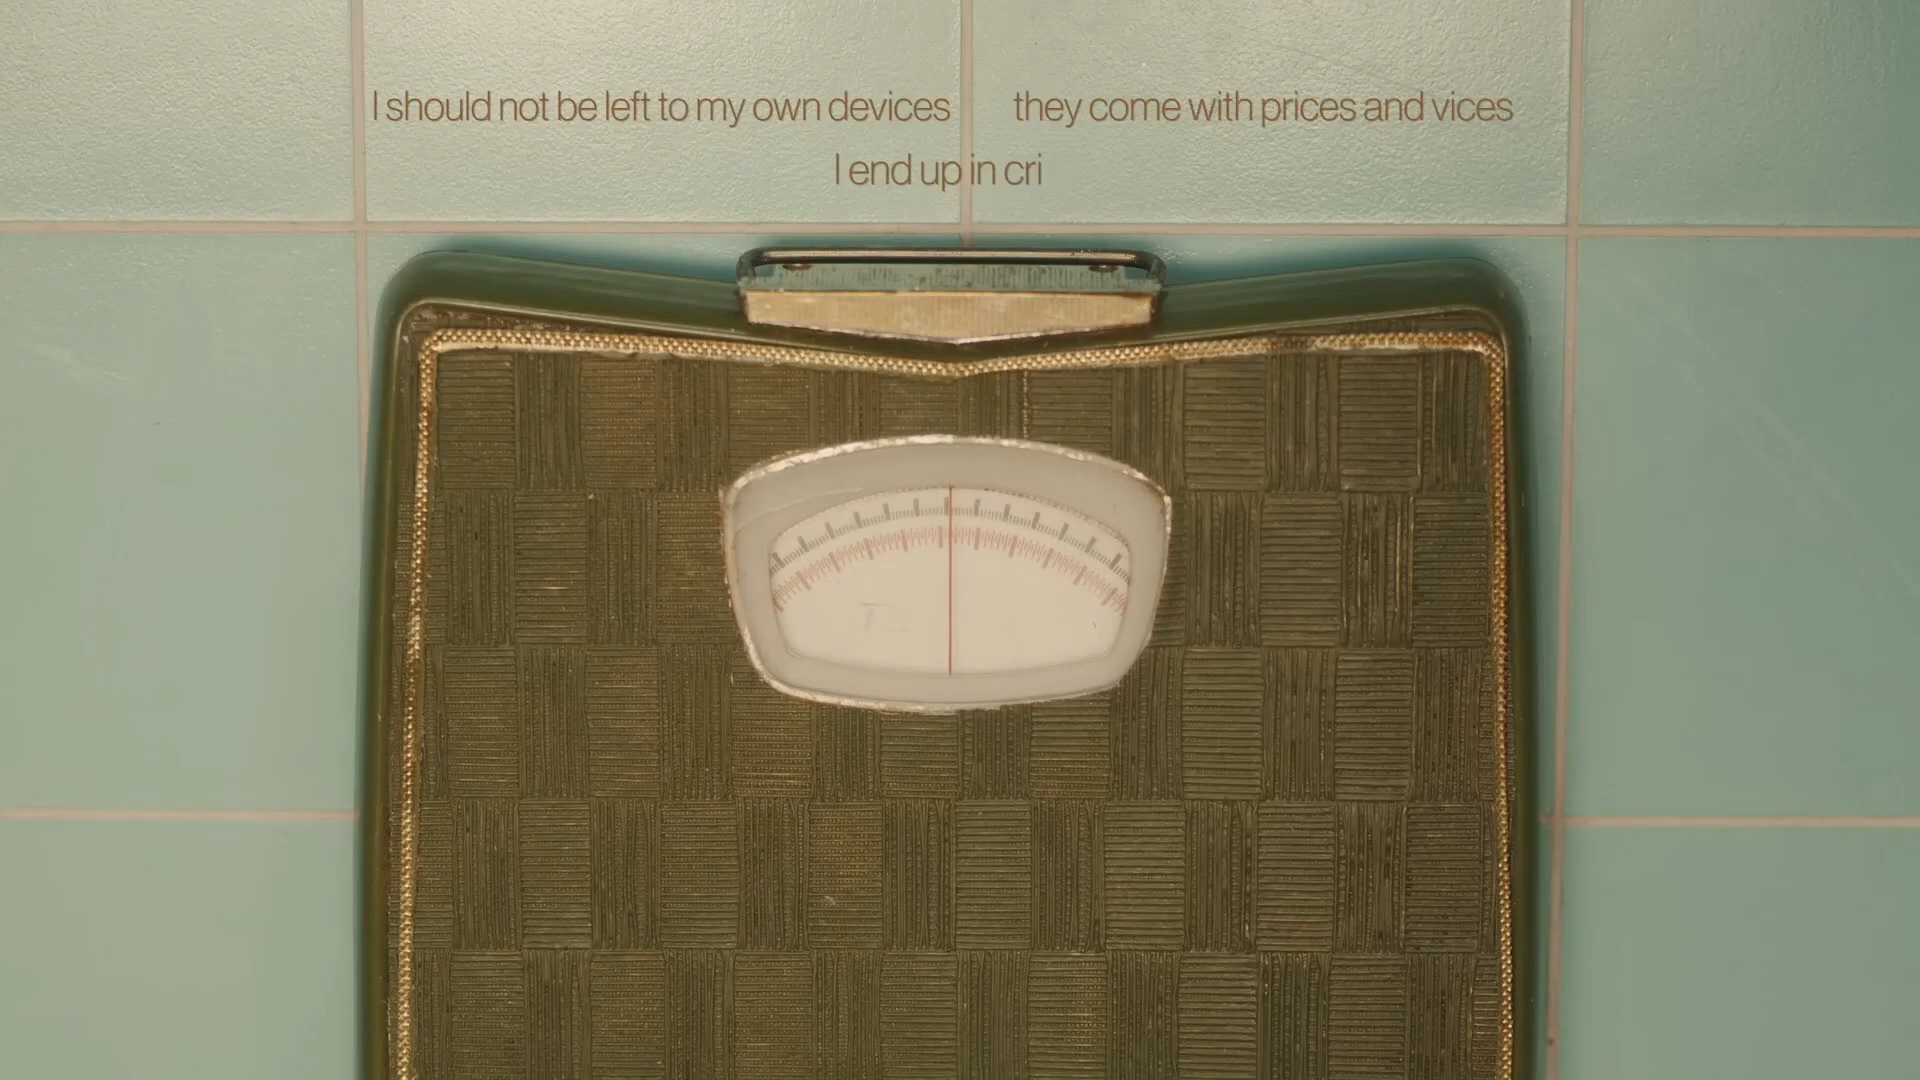 I should not be left to my own devices they come with prices and vices
I end up in cri